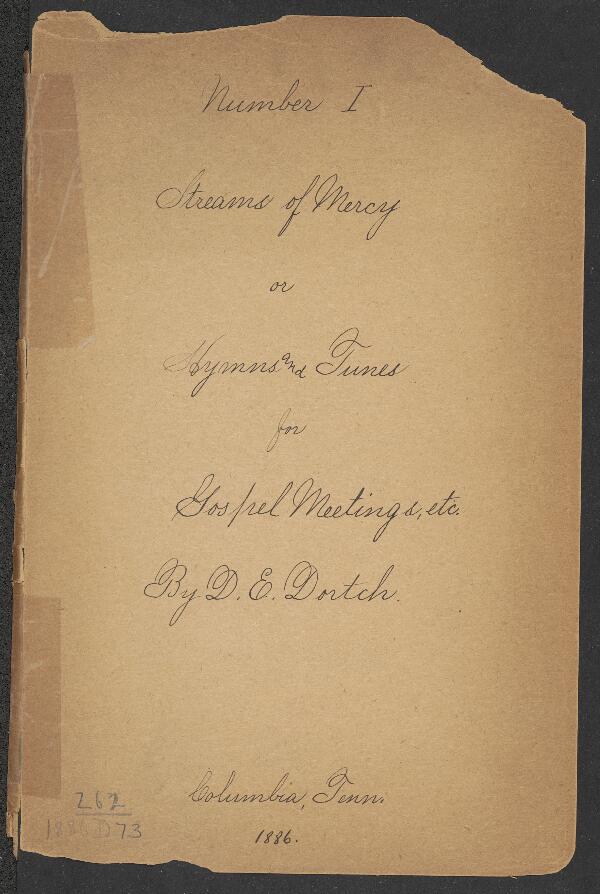 Number I
Streams of Mercy
or
Hymns and Tunes
for
Gospel Meetings, etc.
By D. E. Dortch.
Columbia, Tenn.
1886.
262
1886 D73